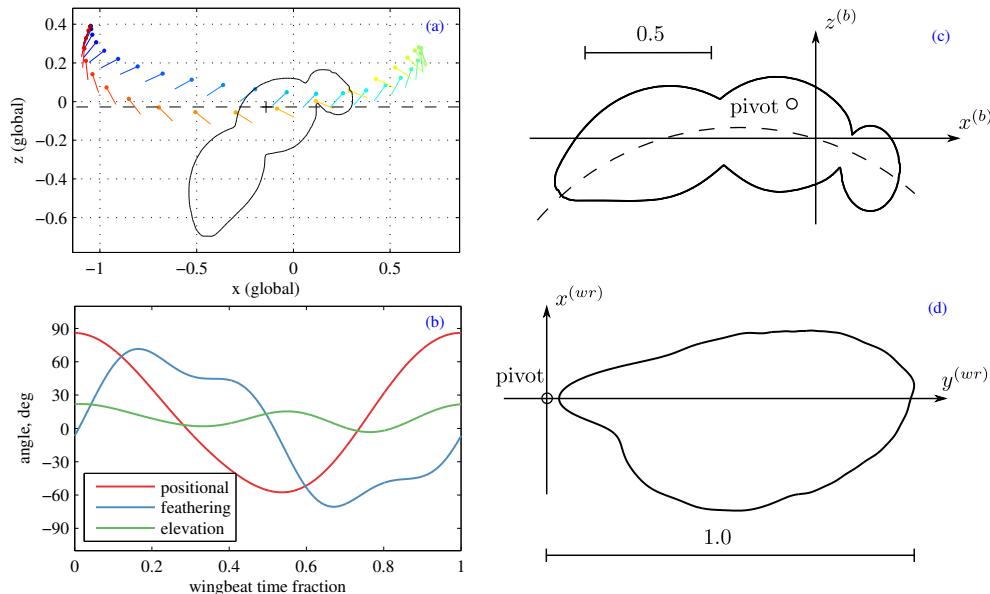 (a)
0.4
0.2
0
−0.2
−0.4
−0.6
z (global)
−1
−0.5
0
0.5
x (global)
(b)
90
60
30
0
−30
−60
−90
angle, deg
positional
feathering
elevation
0
0.2
0.4
0.6
0.8
1
wingbeat time fraction
(c)
0.5
z^{(b)}
pivot
x^{(b)}
(d)
x^{(wr)}
pivot
y^{(wr)}
1.0